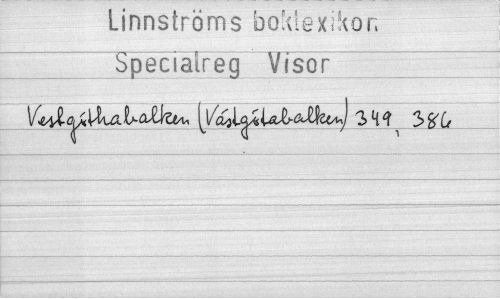 Linnströms boklexikon
Specialreg Visor
Vestgöthabalken (Västgötabalken) 349, 386